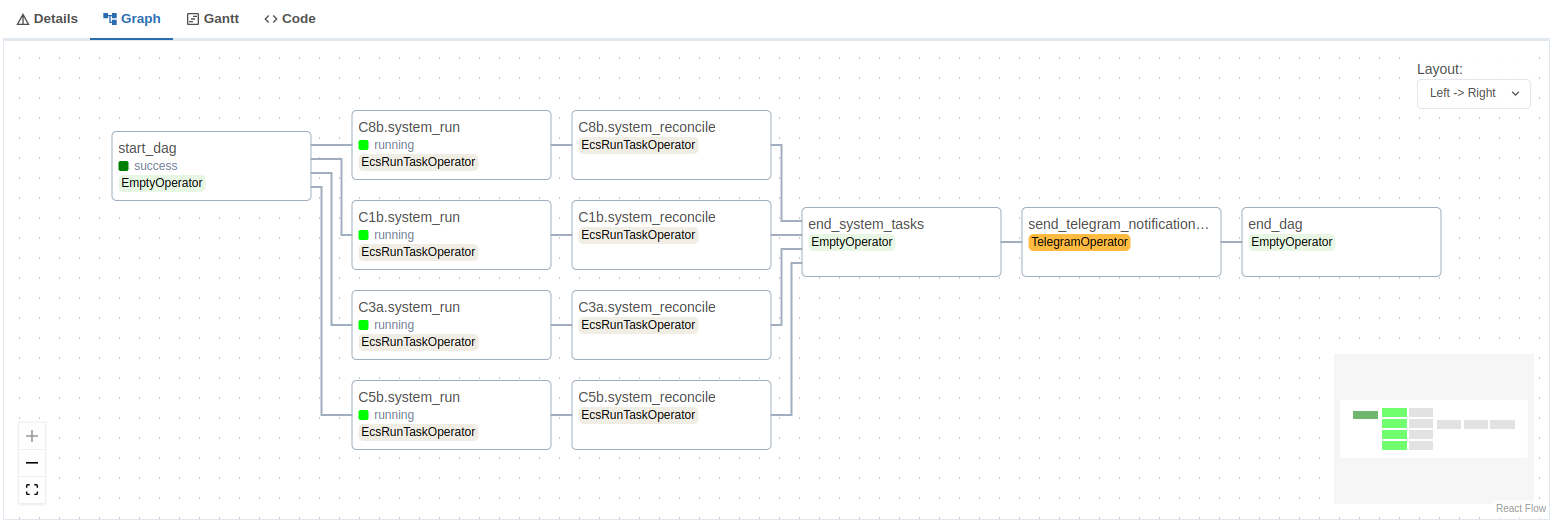 Details
Graph
Gantt
Code
Layout:
Left -> Right
start_dag
success
EmptyOperator
C8b.system_run
running
EcsRunTaskOperator
C8b.system_reconcile
EcsRunTaskOperator
C1b.system_run
running
EcsRunTaskOperator
C1b.system_reconcile
EcsRunTaskOperator
C3a.system_run
running
EcsRunTaskOperator
C3a.system_reconcile
EcsRunTaskOperator
C5b.system_run
running
EcsRunTaskOperator
C5b.system_reconcile
EcsRunTaskOperator
end_system_tasks
EmptyOperator
send_telegram_notification...
TelegramOperator
end_dag
EmptyOperator
React Flow